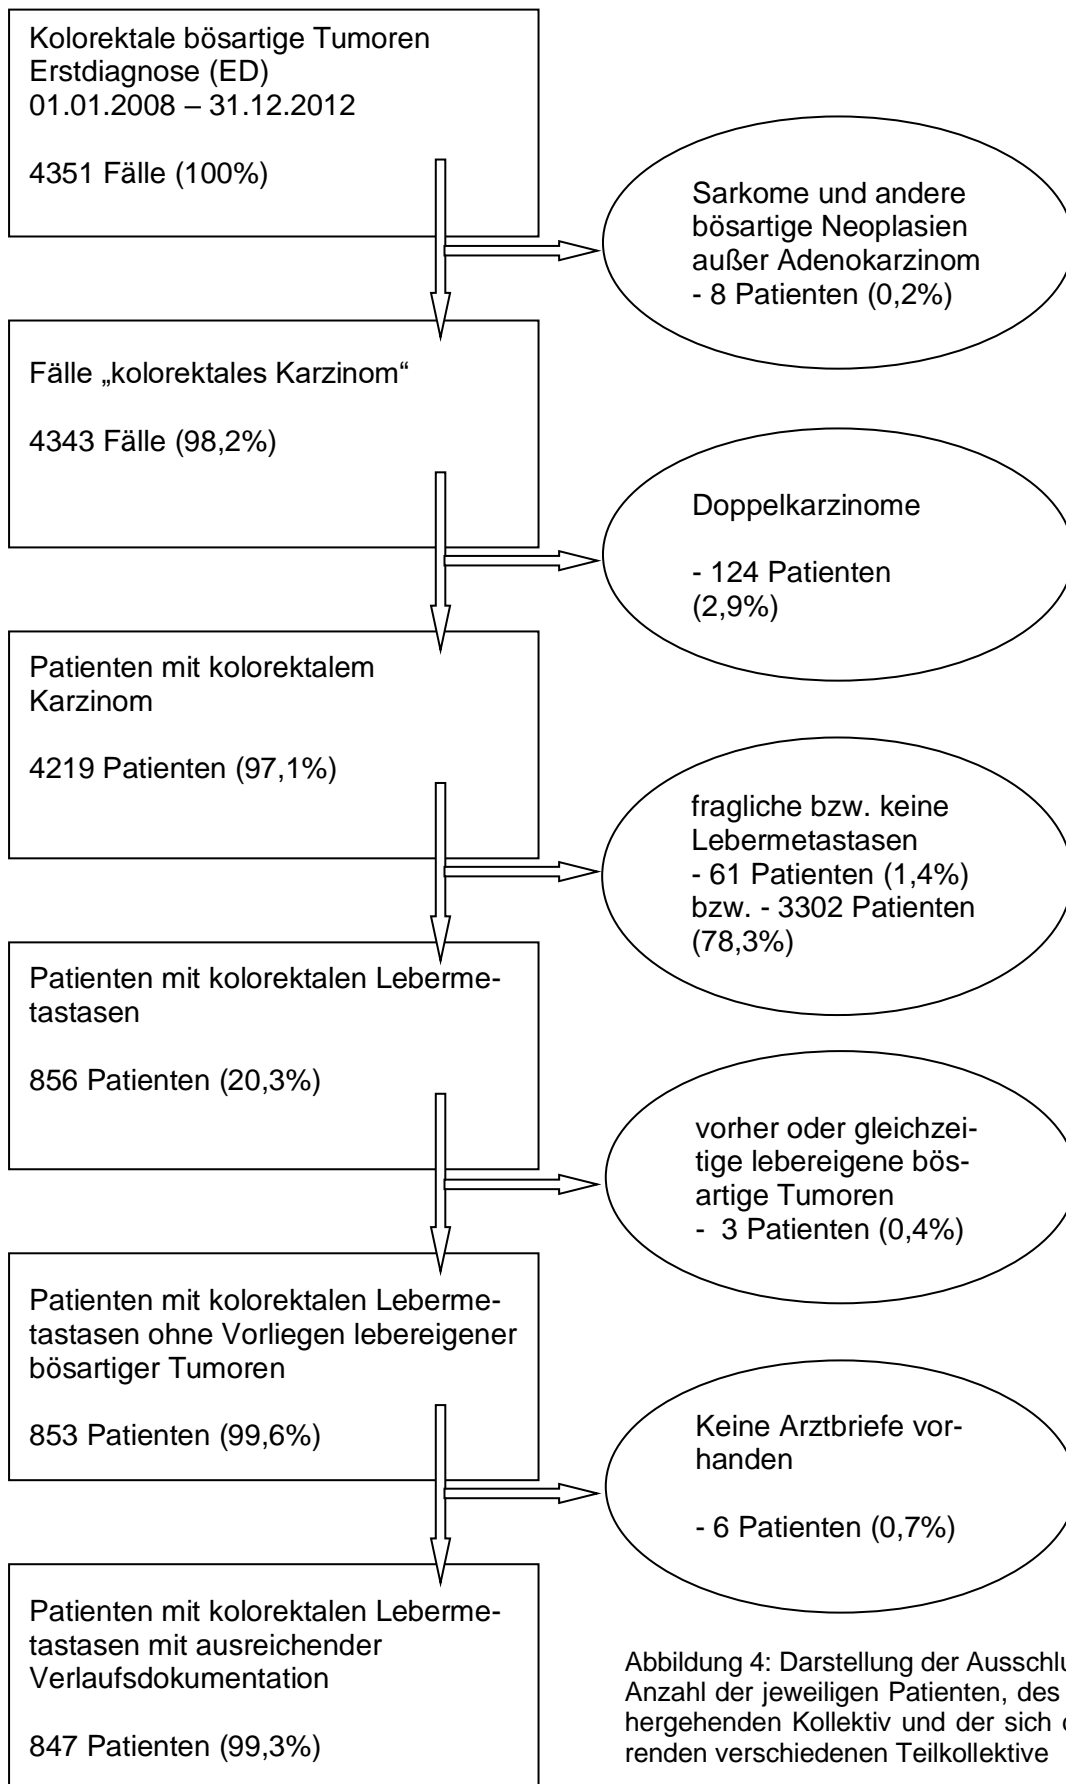 Kolorektale bösartige Tumoren
Erstdiagnose (ED)
01.01.2008 – 31.12.2012
4351 Fälle (100%)
Sarkome und andere
bösartige Neoplasien
außer Adenokarzinom
- 8 Patienten (0,2%)
Fälle „kolorektales Karzinom“
4343 Fälle (98,2%)
Doppelkarzinome
- 124 Patienten
(2,9%)
Patienten mit kolorektalem
Karzinom
4219 Patienten (97,1%)
fragliche bzw. keine
Lebermetastasen
- 61 Patienten (1,4%)
bzw. - 3302 Patienten
(78,3%)
Patienten mit kolorektalen Leberme-
tastasen
856 Patienten (20,3%)
vorher oder gleichzei-
tige lebereigene bös-
artige Tumoren
- 3 Patienten (0,4%)
Patienten mit kolorektalen Leberme-
tastasen ohne Vorliegen lebereigener
bösartiger Tumoren
853 Patienten (99,6%)
Keine Arztbriefe vor-
handen
- 6 Patienten (0,7%)
Patienten mit kolorektalen Leberme-
tastasen mit ausreichender
Verlaufsdokumentation
847 Patienten (99,3%)
Abbildung 4: Darstellung der
Anzahl der jeweiligen Patienten, des
hergehenden Kollektiv und der sich
renden verschiedenen Teilkollektive